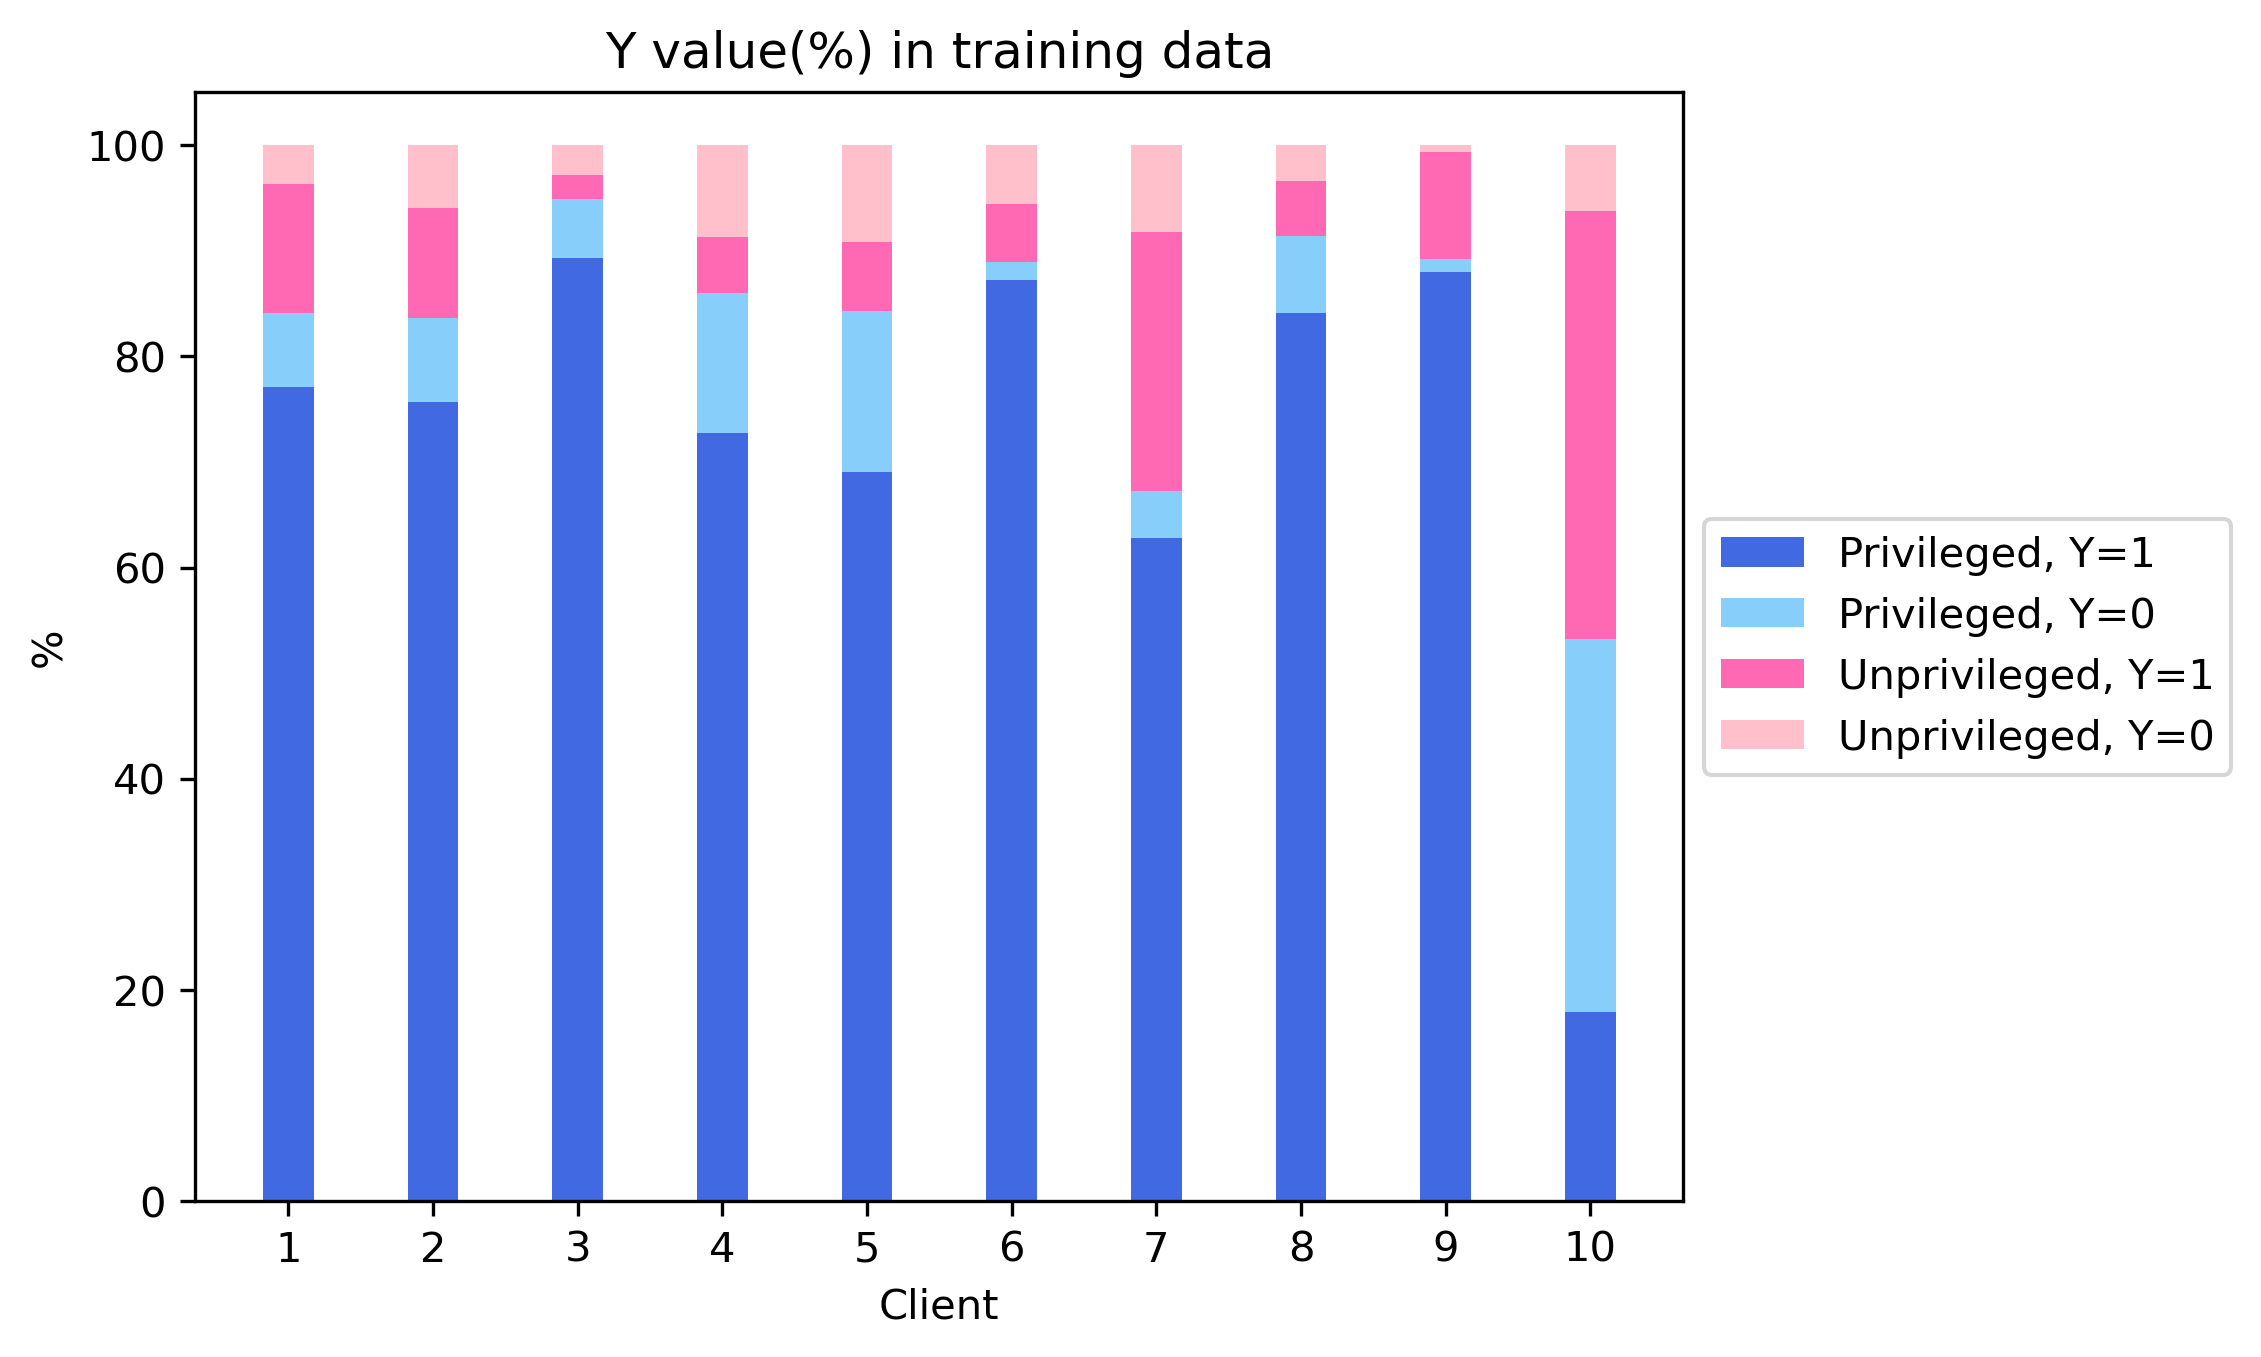 Y value(%) in training data
100
80
60
40
20
0
%
1 2 3 4 5 6 7 8 9 10
Client
Privileged, Y=1
Privileged, Y=0
Unprivileged, Y=1
Unprivileged, Y=0